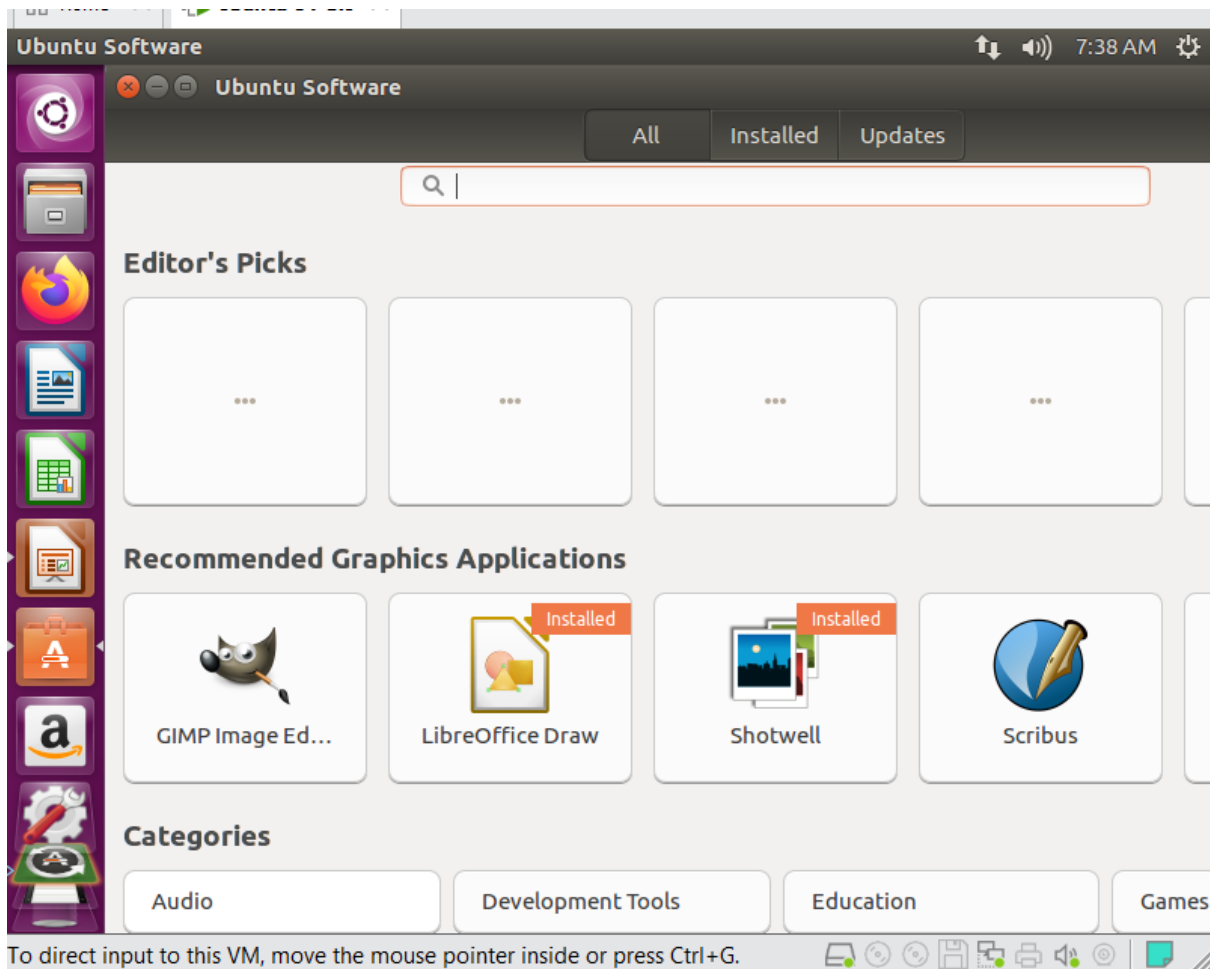 Ubuntu Software
7:38 AM
Ubuntu Software
All Installed Updates
Editor's Picks
Recommended Graphics Applications
Installed
Installed
GIMP Image Ed...
LibreOffice Draw
Shotwell
Scribus
Categories
Audio
Development Tools
Education
Games
To direct input to this VM, move the mouse pointer inside or press Ctrl+G.